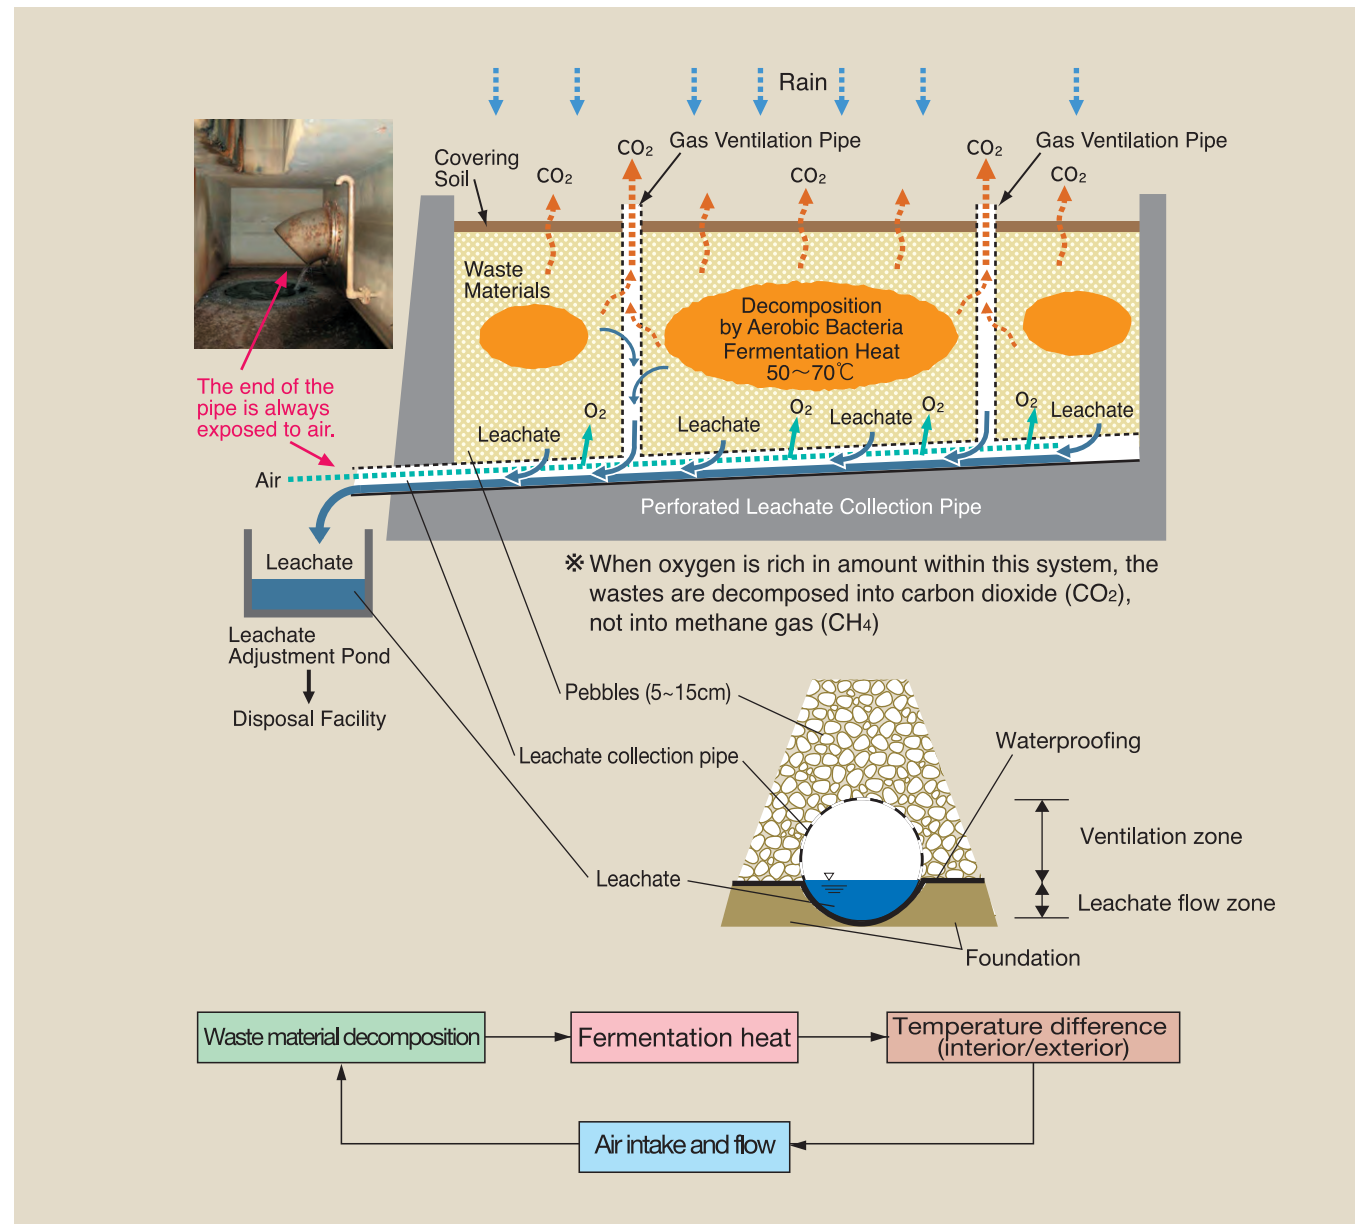 Rain
Gas Ventilation Pipe
Gas Ventilation Pipe
CO2
CO2
Covering
Soil
CO2
CO2
CO2
Waste
Materials
Decomposition
by Aerobic Bacteria
Fermentation Heat
50〜70℃
The end of the
pipe is always
exposed to air.
O2
O2
O2
O2
Leachate
Leachate
Leachate
Leachate
Air
Perforated Leachate Collection Pipe
Leachate
※ When oxygen is rich in amount within this system, the
wastes are decomposed into carbon dioxide (CO2),
not into methane gas (CH4)
Leachate
Adjustment Pond
Disposal Facility
Pebbles (5~15cm)
Leachate collection pipe
Waterproofing
Ventilation zone
Leachate
Leachate flow zone
Foundation
Waste material decomposition
Fermentation heat
Temperature difference
(interior/exterior)
Air intake and flow